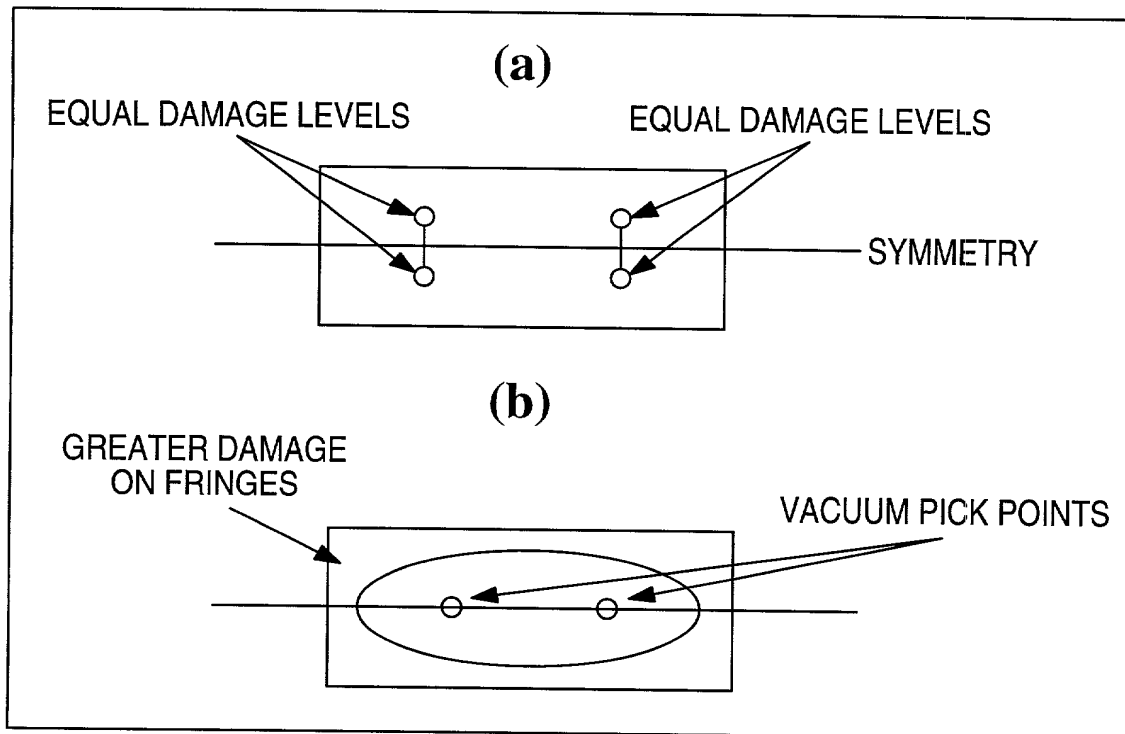 (a)
EQUAL DAMAGE LEVELS
EQUAL DAMAGE LEVELS
SYMMETRY
(b)
GREATER DAMAGE
ON FRINGES
VACUUM PICK POINTS